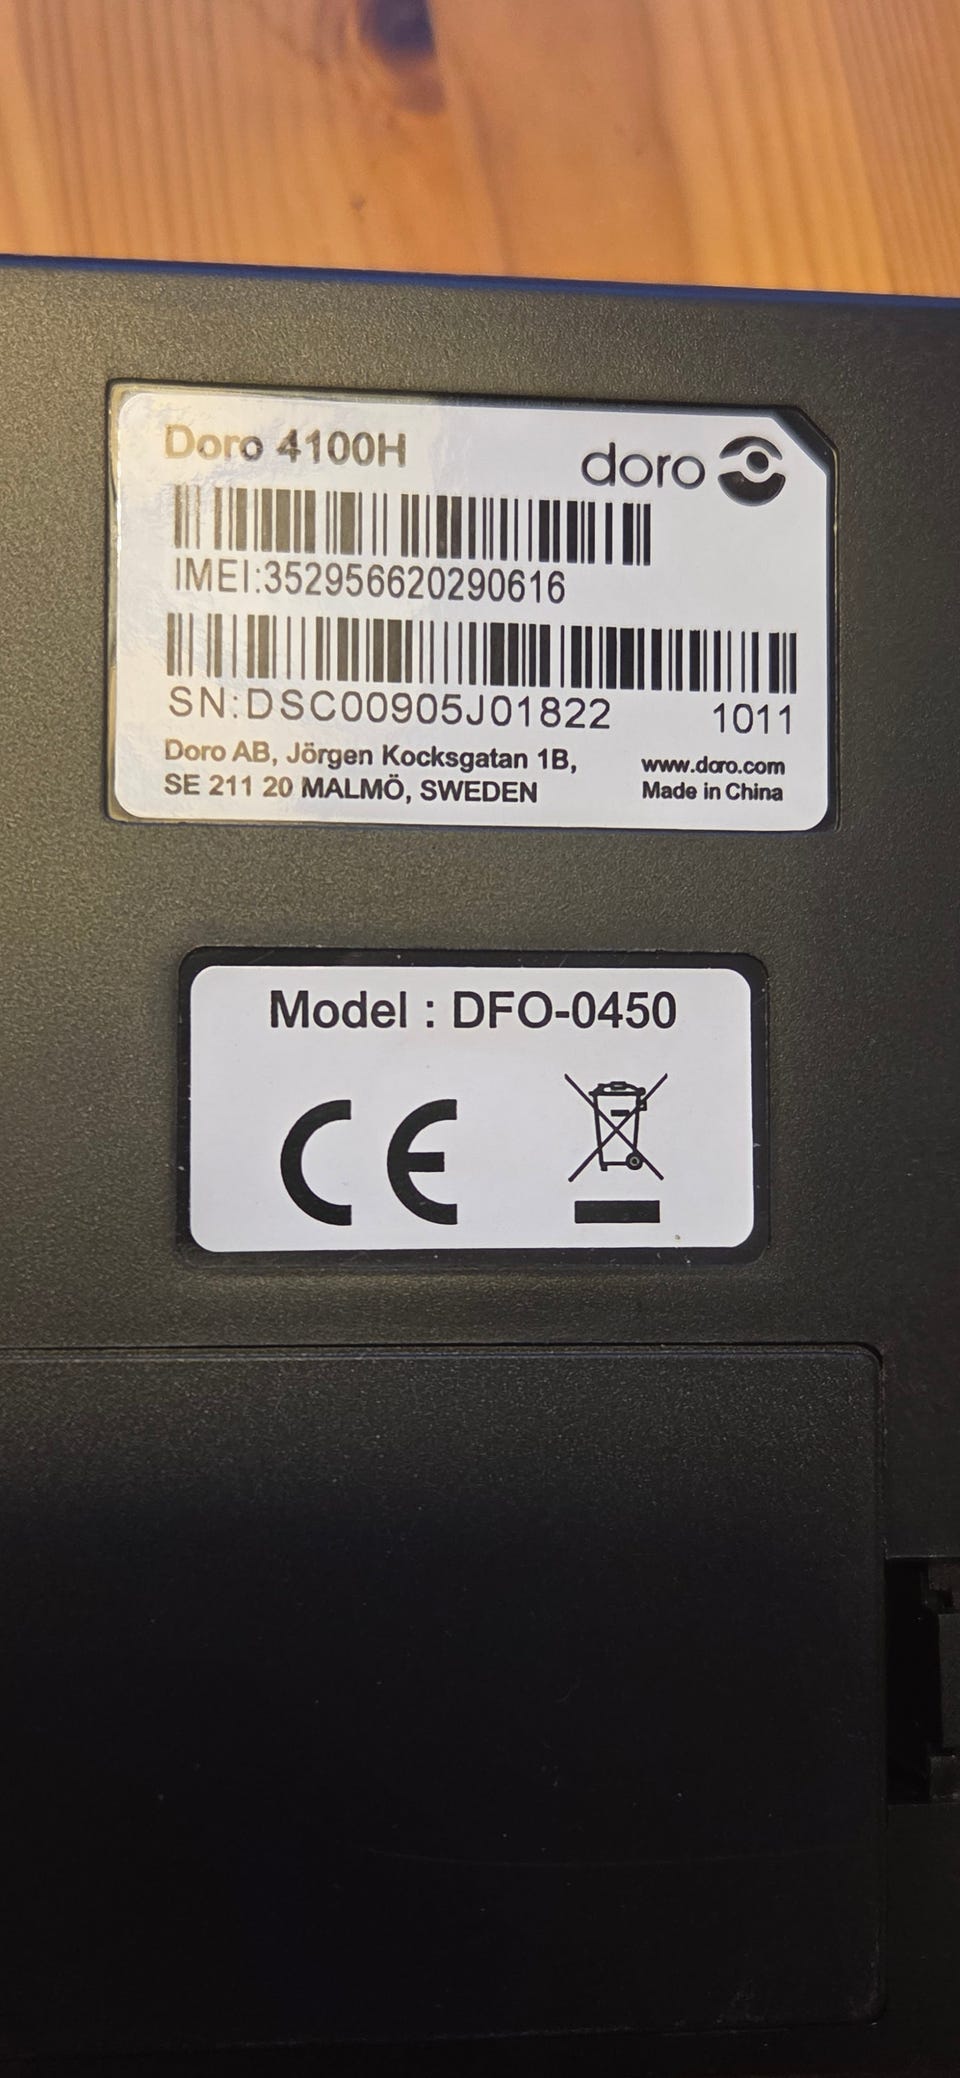 Doro 4100H
doro
IMEI:352956620290616
SN:DSC00905J01822 1011
Doro AB, Jörgen Kocksgatan 1B,
SE 211 20 MALMÖ, SWEDEN
www.doro.com
Made in China
Model : DFO-0450
CE